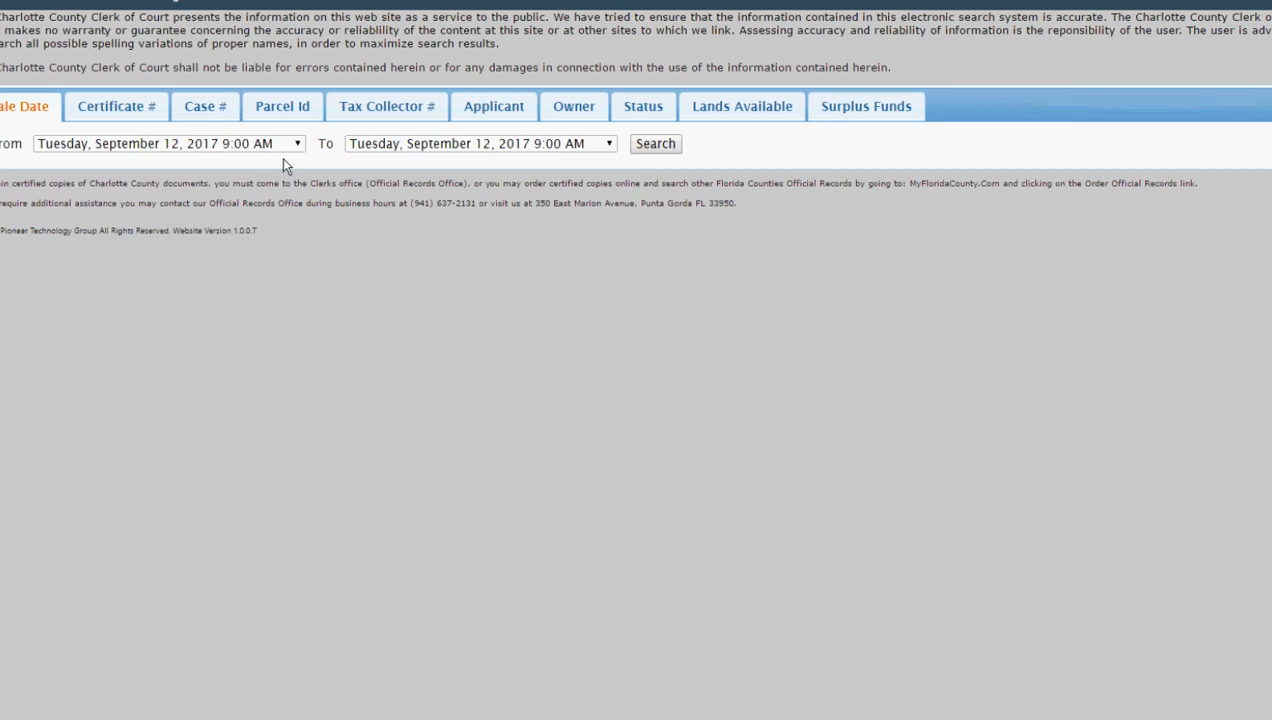 Charlotte County Clerk of Court presents the information on this web site as a service to the public. We have tried to ensure that the information contained in this electronic search system is accurate. The Charlotte County Clerk o
makes no warranty or guarantee concerning the accuracy or reliablility of the content at this site or at other sites to which we link. Assessing accuracy and reliability of information is the reponsibility of the user. The user is adv
arch all possible spelling variations of proper names, in order to maximize search results.
Charlotte County Clerk of Court shall not be liable for errors contained herein or for any damages in connection with the use of the information contained herein.
ale Date Certificate # Case # Parcel Id Tax Collector # Applicant Owner Status Lands Available Surplus Funds
rom Tuesday, September 12, 2017 9:00 AM To Tuesday, September 12, 2017 9:00 AM Search
in certified copies of Charlotte County documents, you must come to the Clerks office (Official Records Office), or you may order certified copies online and search other Florida Counties Official Records by going to: MyFloridaCounty.Com and clicking on the Order Official Records link.
require additional assistance you may contact our Official Records Office during business hours at (941) 637-2131 or visit us at 350 East Marion Avenue, Punta Gorda FL 33950.
Pioneer Technology Group All Rights Reserved. Website Version 1.0.0.7